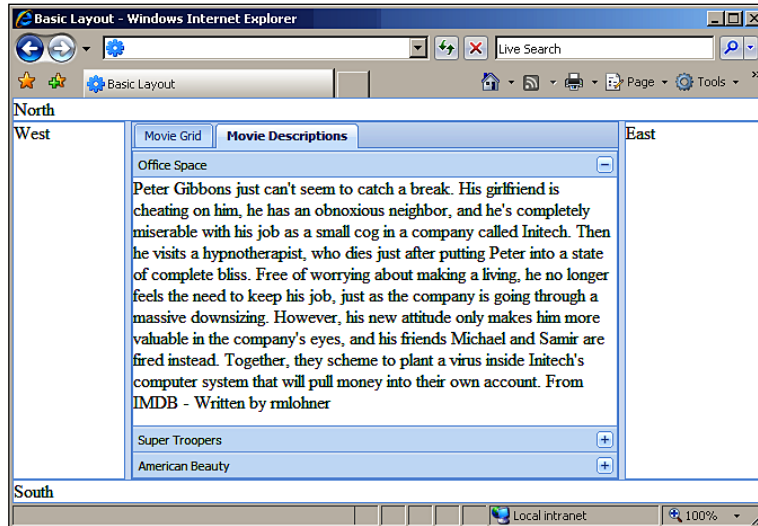 Basic Layout - Windows Internet Explorer
Live Search
Basic Layout
Page
Tools
»
North
West
Movie Grid
Movie Descriptions
East
Office Space
Peter Gibbons just can't seem to catch a break. His girlfriend is
cheating on him, he has an obnoxious neighbor, and he's completely
miserable with his job as a small cog in a company called Initech. Then
he visits a hypnotherapist, who dies just after putting Peter into a state
of complete bliss. Free of worrying about making a living, he no longer
feels the need to keep his job, just as the company is going through a
massive downsizing. However, his new attitude only makes him more
valuable in the company's eyes, and his friends Michael and Samir are
fired instead. Together, they scheme to plant a virus inside Initech's
computer system that will pull money into their own account. From
IMDB - Written by rmlohner
Super Troopers
American Beauty
South
Local intranet
100%